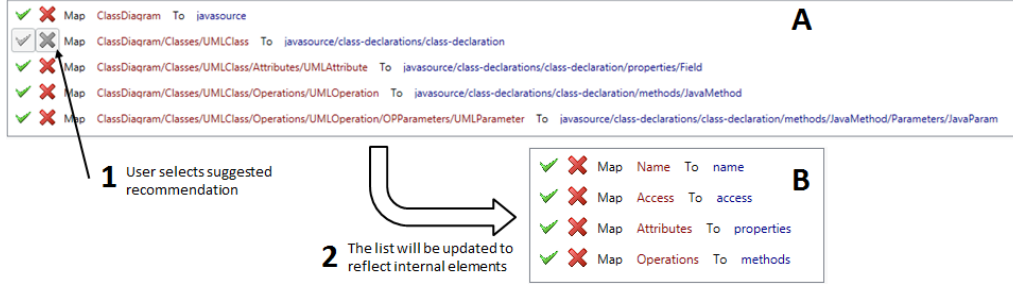 Map ClassDiagram To javasource
A
Map ClassDiagram/Classes/UMLClass To javasource/class-declarations/class-declaration
Map ClassDiagram/Classes/UMLClass/Attributes/UMLAttribute To javasource/class-declarations/class-declaration/properties/Field
Map ClassDiagram/Classes/UMLClass/Operations/UMLOperation To javasource/class-declarations/class-declaration/methods/JavaMethod
Map ClassDiagram/Classes/UMLClass/Operations/UMLOperation/OPParameters/UMLParameter To javasource/class-declarations/class-declaration/methods/JavaMethod/Parameters/JavaParam
1 User selects suggested
recommendation
2 The list will be updated to
reflect internal elements
B
Map Name To name
Map Access To access
Map Attributes To properties
Map Operations To methods